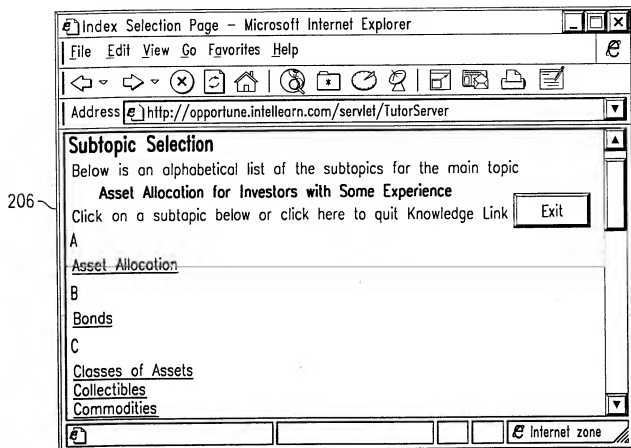 Index Selection Page – Microsoft Internet Explorer
File Edit View Go Favorites Help
Address http://opportune.intellearn.com/servlet/TutorServer
Subtopic Selection
Below is an alphabetical list of the subtopics for the main topic
Asset Allocation for Investors with Some Experience
Click on a subtopic below or click here to quit Knowledge Link Exit
206
A
Asset Allocation
B
Bonds
C
Classes of Assets
Collectibles
Commodities
Internet zone